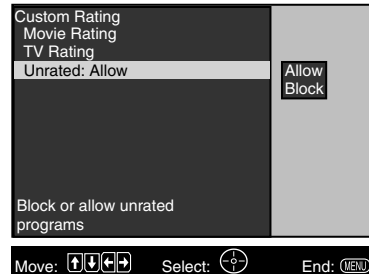 Custom Rating
Movie Rating
TV Rating
Unrated: Allow
Allow
Block
Block or allow unrated
programs
Move: Select: End: MENU